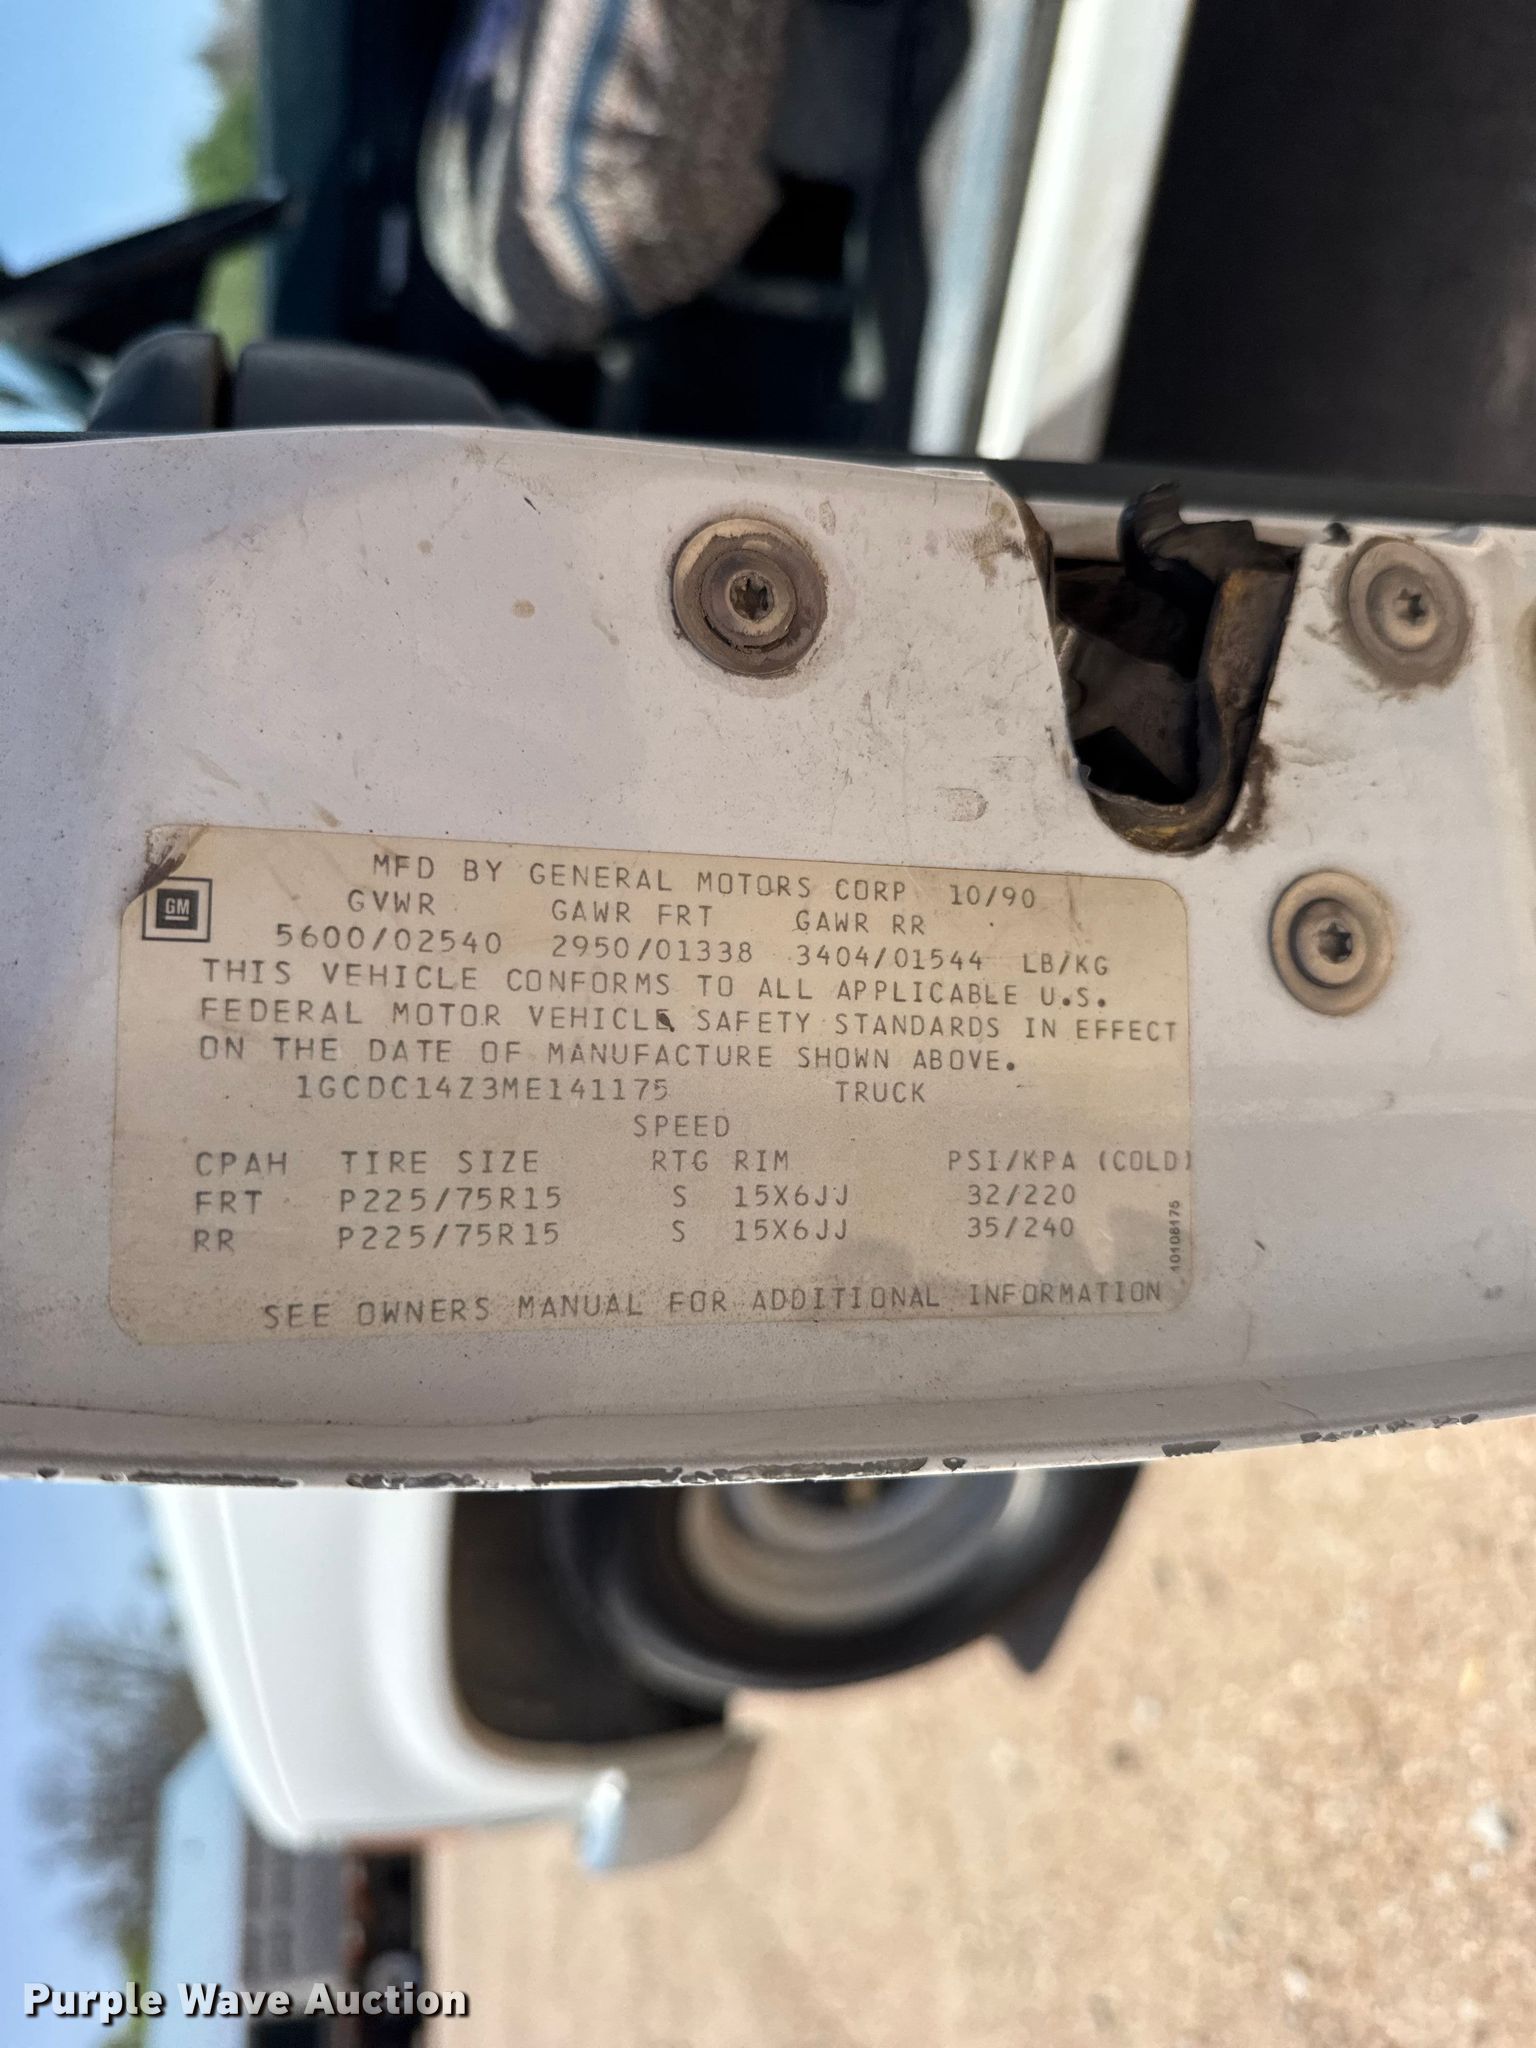 MFD BY GENERAL MOTORS CORP 10/90
GM
GVWR GAWR FRT GAWR RR
5600/02540 2950/01338 3404/01544 LB/KG
THIS VEHICLE CONFORMS TO ALL APPLICABLE U.S.
FEDERAL MOTOR VEHICLE SAFETY STANDARDS IN EFFECT
ON THE DATE OF MANUFACTURE SHOWN ABOVE.
1GCDC14Z3ME141175 TRUCK
SPEED
CPAH TIRE SIZE RTG RIM PSI/KPA (COLD)
FRT P225/75R15 S 15X6JJ 32/220
RR P225/75R15 S 15X6JJ 35/240
10108175
SEE OWNERS MANUAL FOR ADDITIONAL INFORMATION
Purple Wave Auction